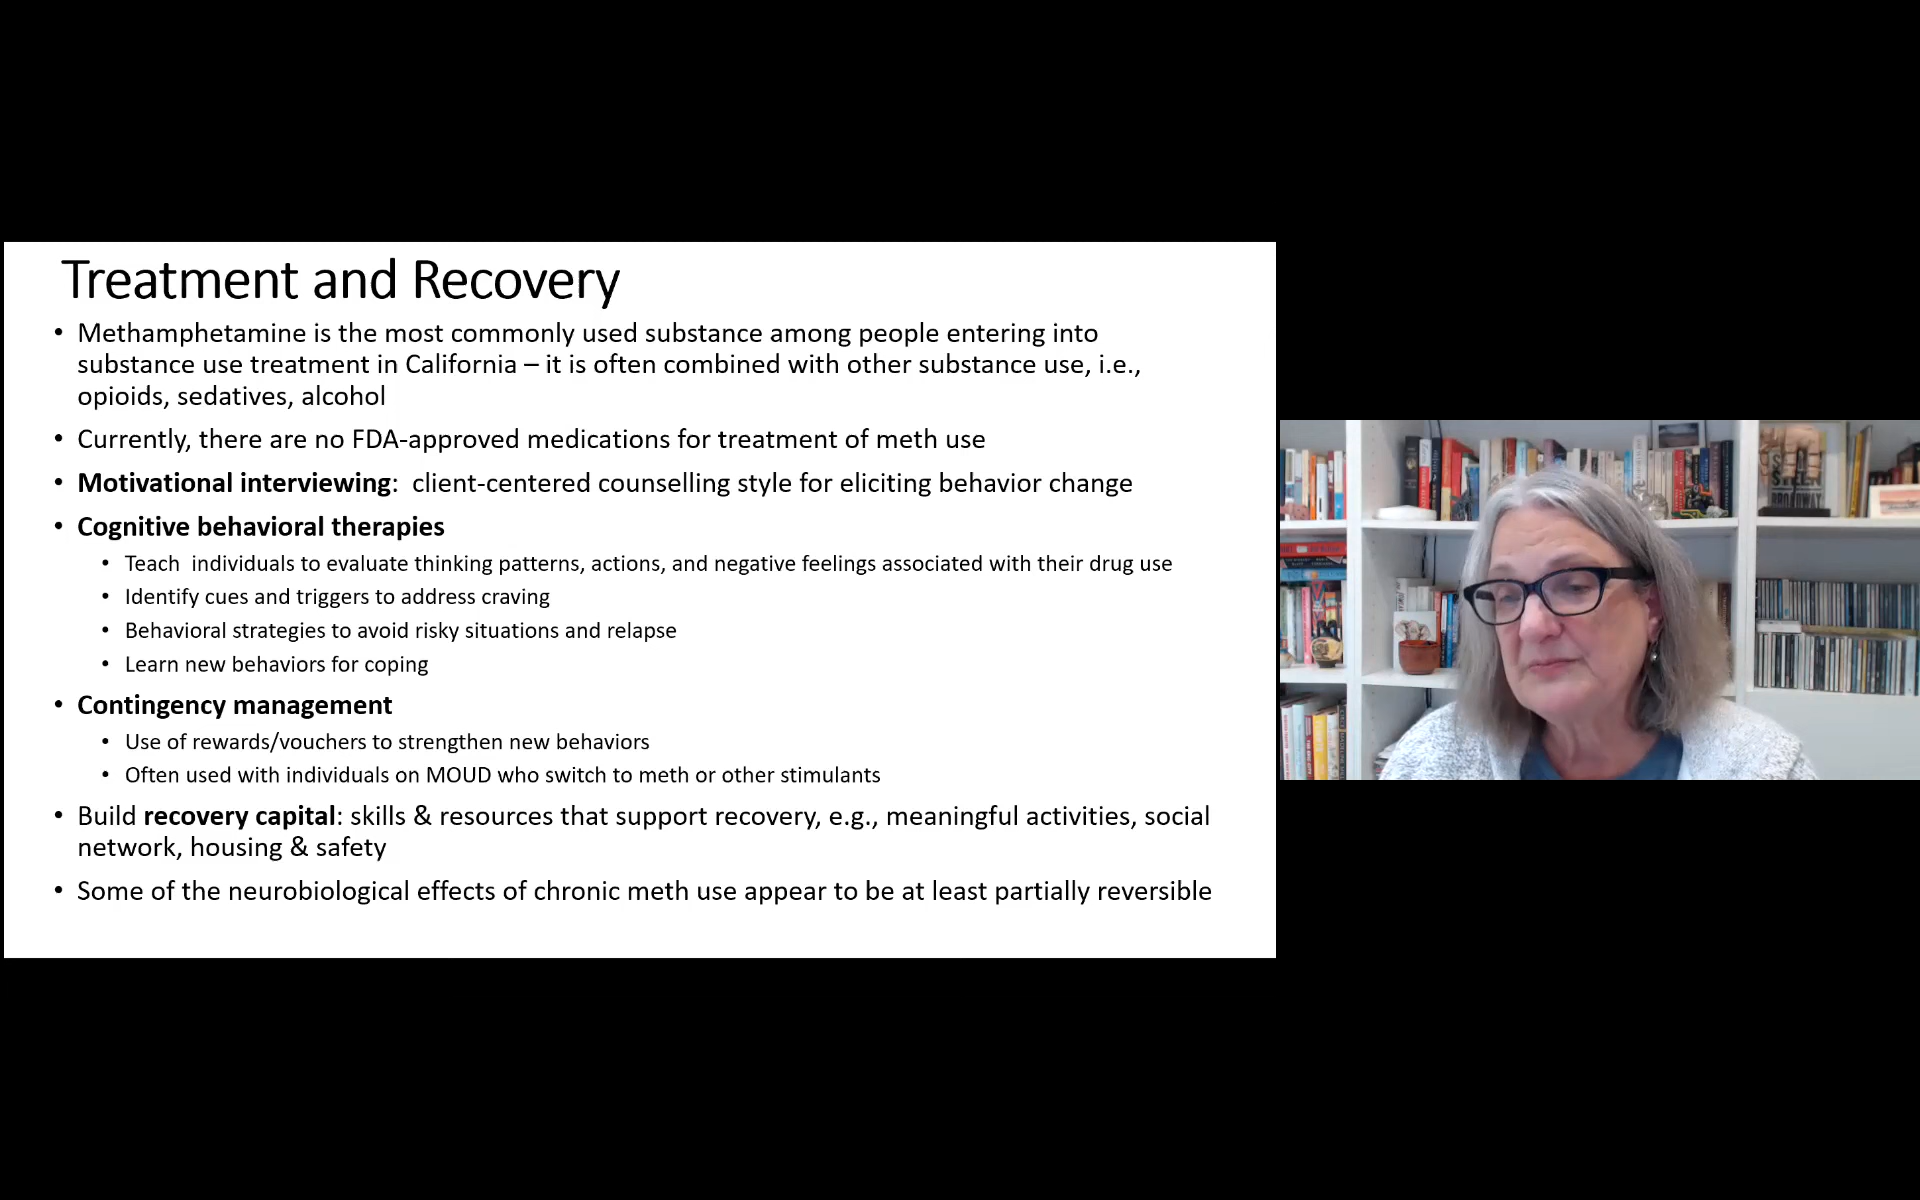 Treatment and Recovery
• Methamphetamine is the most commonly used substance among people entering into
substance use treatment in California – it is often combined with other substance use, i.e.,
opioids, sedatives, alcohol
• Currently, there are no FDA-approved medications for treatment of meth use
• Motivational interviewing:  client-centered counselling style for eliciting behavior change
• Cognitive behavioral therapies
• Teach  individuals to evaluate thinking patterns, actions, and negative feelings associated with their drug use
• Identify cues and triggers to address craving
• Behavioral strategies to avoid risky situations and relapse
• Learn new behaviors for coping
• Contingency management
• Use of rewards/vouchers to strengthen new behaviors
• Often used with individuals on MOUD who switch to meth or other stimulants
• Build recovery capital: skills & resources that support recovery, e.g., meaningful activities, social
network, housing & safety
• Some of the neurobiological effects of chronic meth use appear to be at least partially reversible
BROADWAY